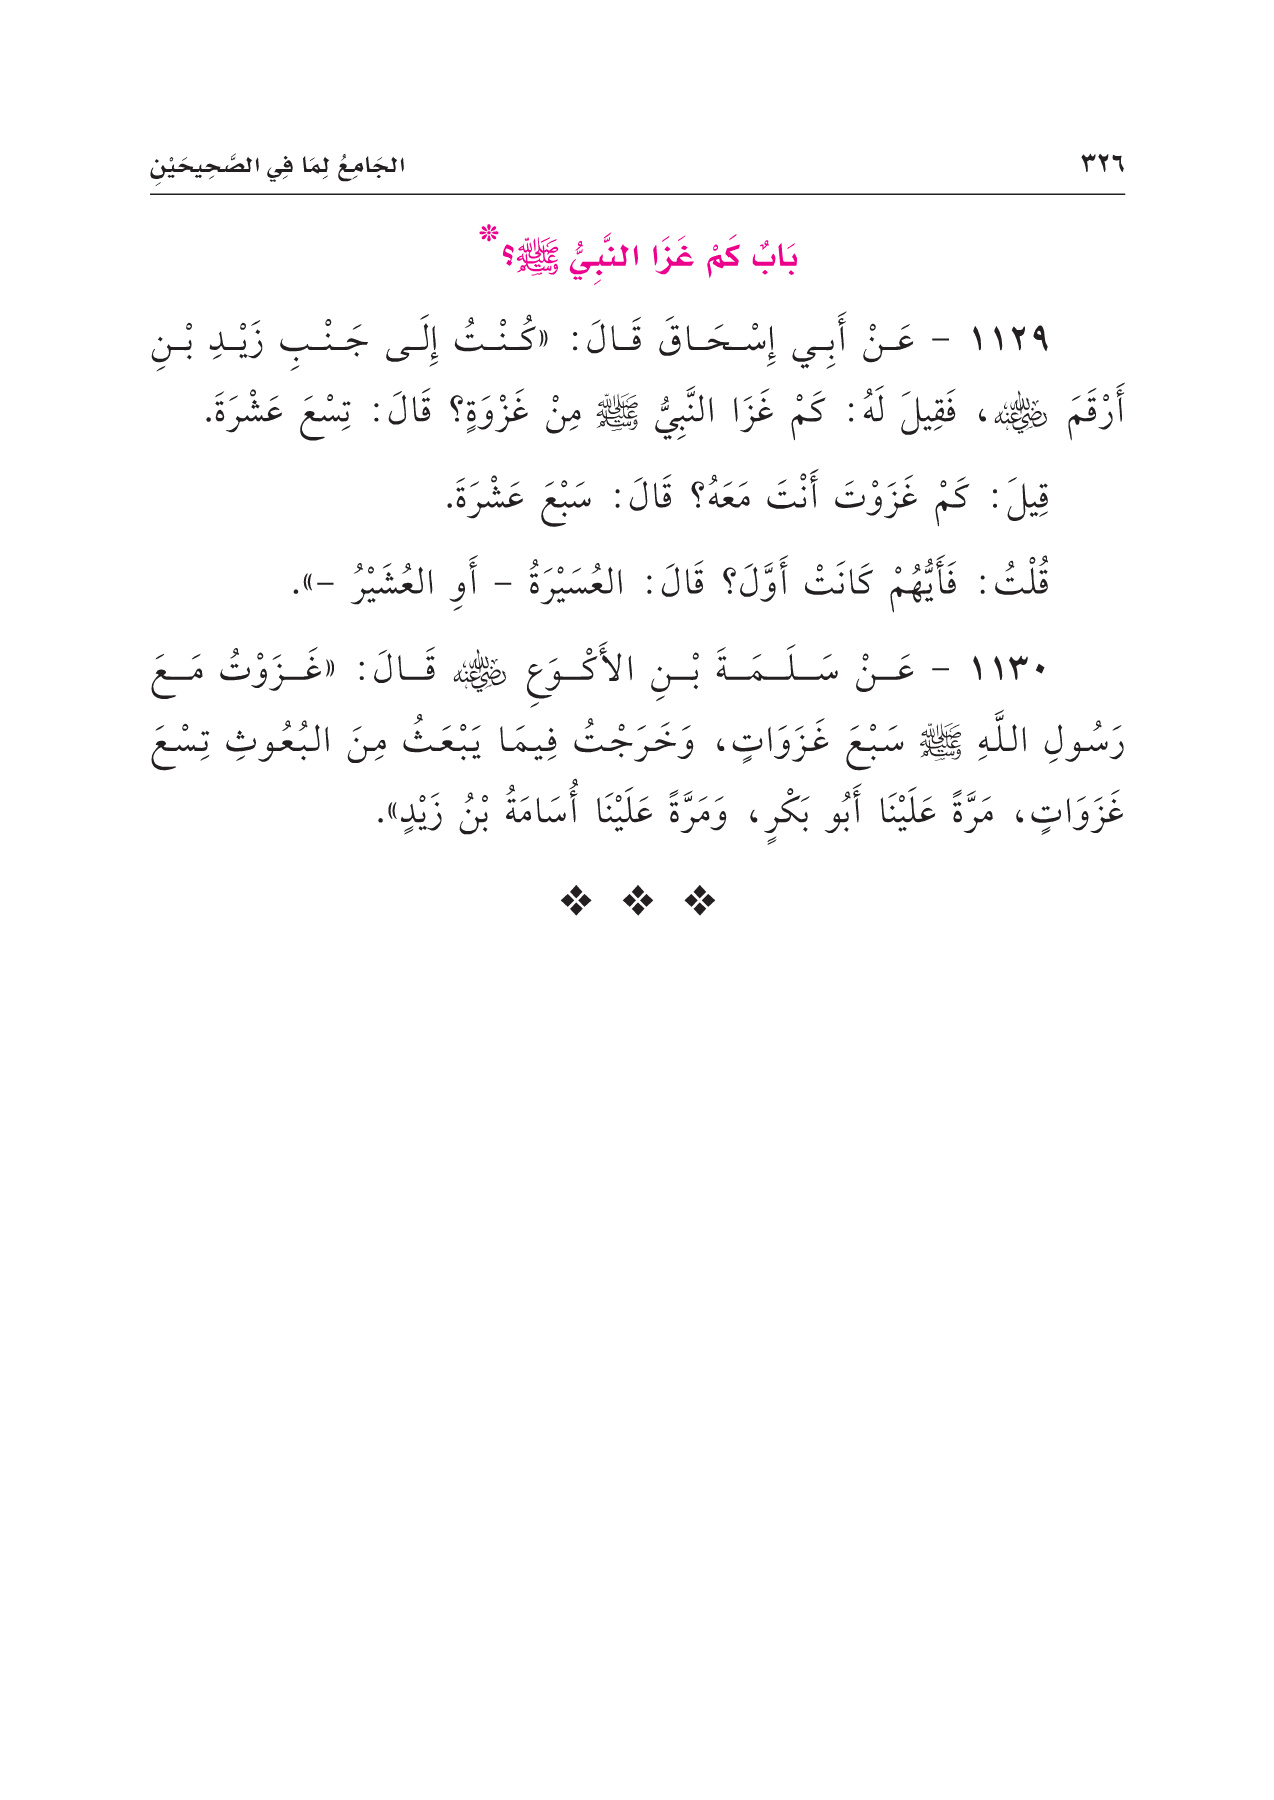 ٣٢٦
الجَامِعُ لِمَا فِي الصَّحِيحَيْنِ
بَابٌ كَمْ غَزَا النَّبِيُّ ﷺ؟*
١١٢٩ - عَنْ أَبِي إِسْحَاقَ قَالَ: «كُنْتُ إِلَى جَنْبِ زَيْدِ بْنِ
أَرْقَمَ رضي الله عنه، فَقِيلَ لَهُ: كَمْ غَزَا النَّبِيُّ ﷺ مِنْ غَزْوَةٍ؟ قَالَ: تِسْعَ عَشْرَةَ.
قِيلَ: كَمْ غَزَوْتَ أَنْتَ مَعَهُ؟ قَالَ: سَبْعَ عَشْرَةَ.
قُلْتُ: فَأَيُّهُمْ كَانَتْ أَوَّلَ؟ قَالَ: العُسَيْرَةُ - أَوِ العُشَيْرُ -».
١١٣٠ - عَنْ سَلَمَةَ بْنِ الأَكْوَعِ رضي الله عنه قَالَ: «غَزَوْتُ مَعَ
رَسُولِ اللَّهِ ﷺ سَبْعَ غَزَوَاتٍ، وَخَرَجْتُ فِيمَا يَبْعَثُ مِنَ البُعُوثِ تِسْعَ
غَزَوَاتٍ، مَرَّةً عَلَيْنَا أَبُو بَكْرٍ، وَمَرَّةً عَلَيْنَا أُسَامَةُ بْنُ زَيْدٍ».